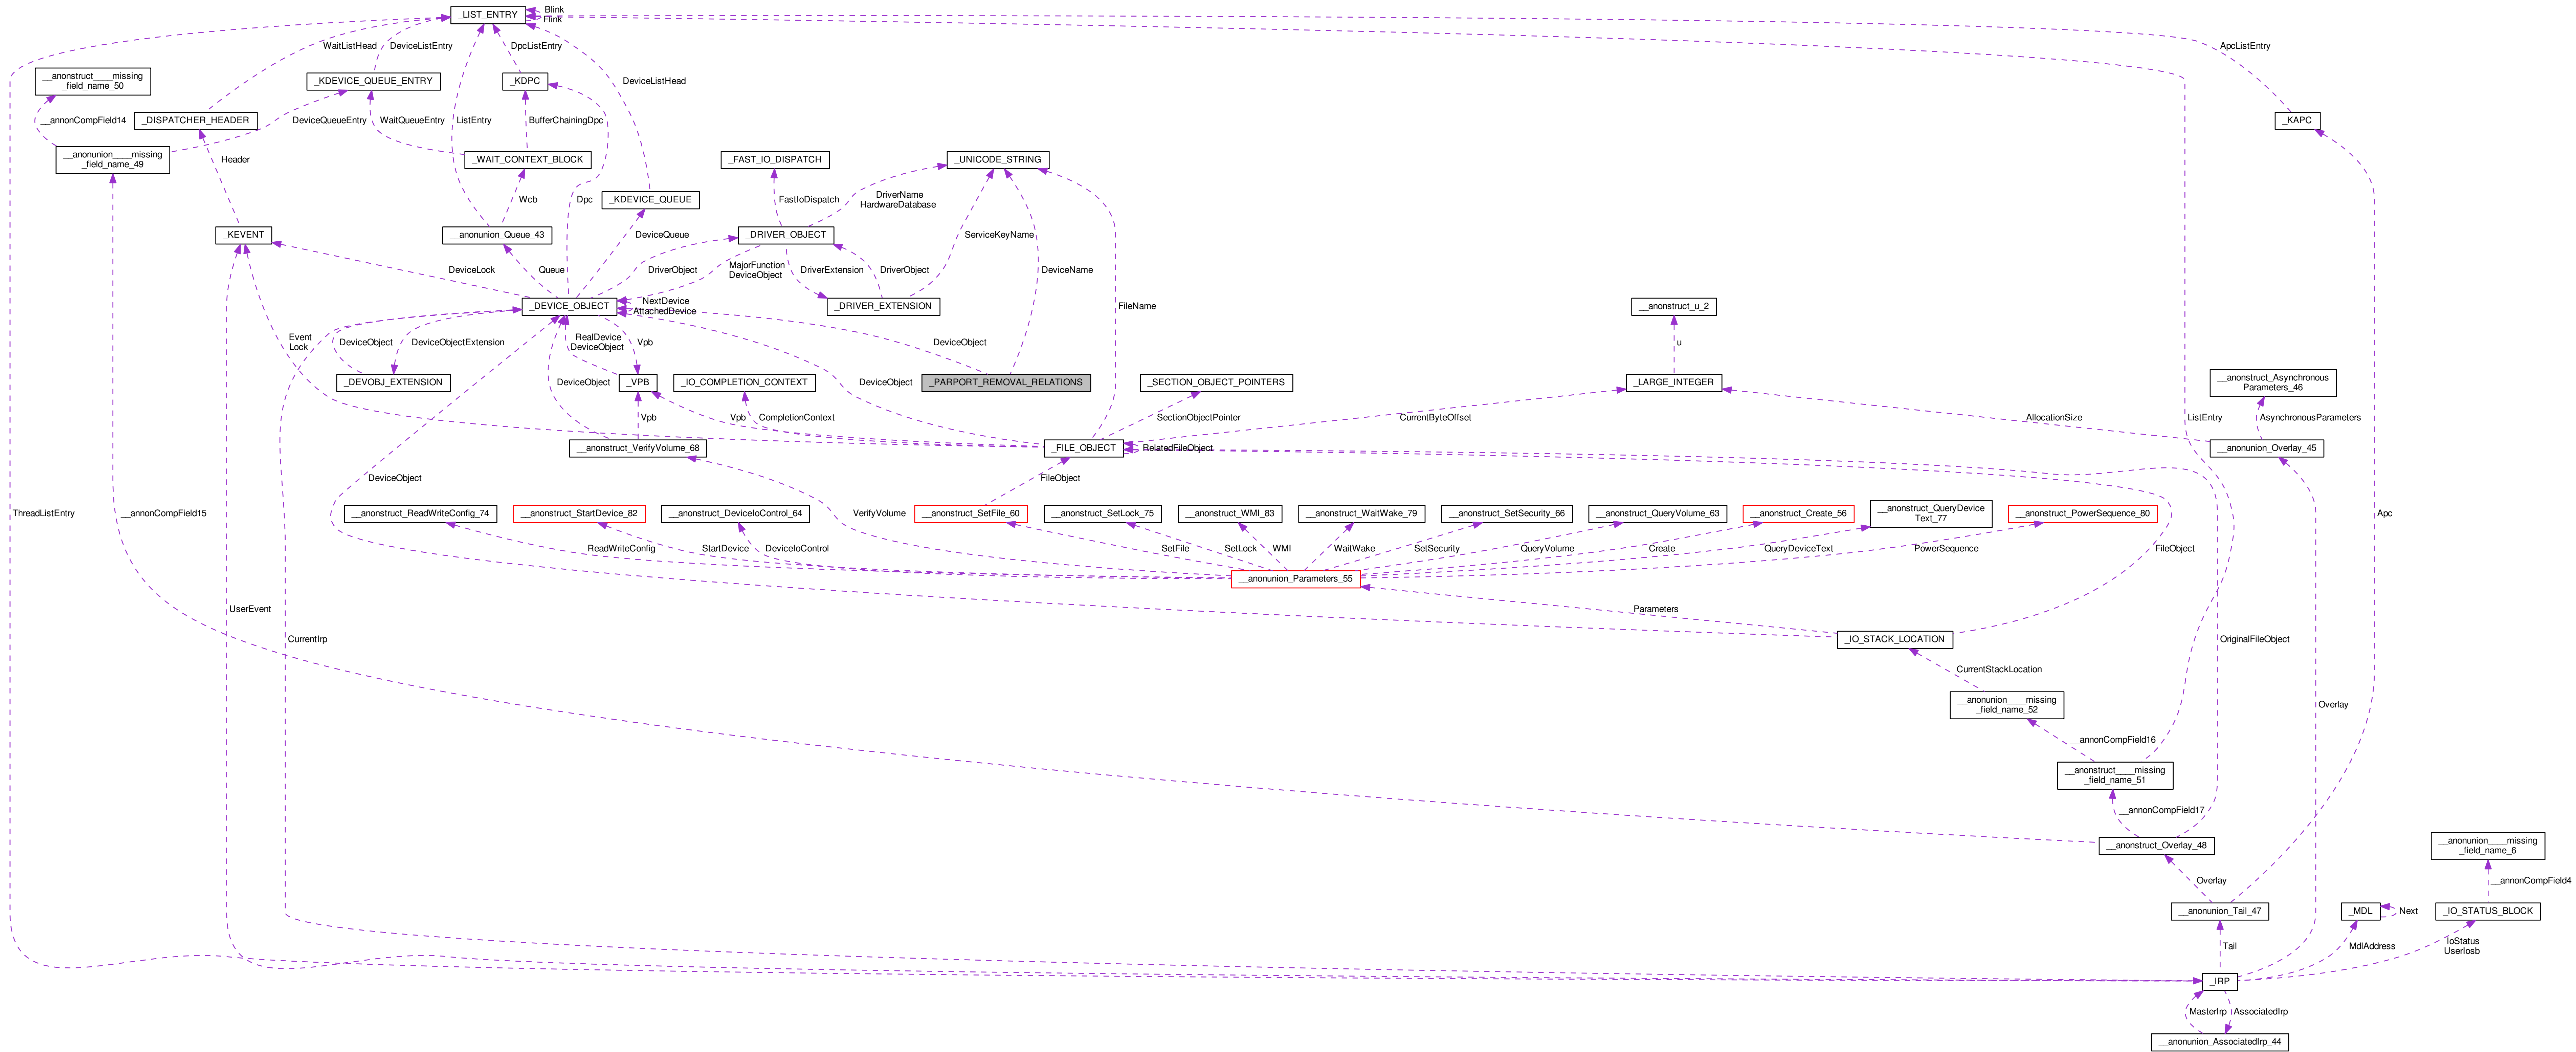 _LIST_ENTRY
Blink
Flink
WaitListHead
DeviceListEntry
DpcListEntry
ApcListEntry
__anonstruct____missing
_field_name_50
_KDEVICE_QUEUE_ENTRY
_KDPC
DeviceListHead
_DISPATCHER_HEADER
_KAPC
__annonCompField14
DeviceQueueEntry
WaitQueueEntry
ListEntry
BufferChainingDpc
__anonunion____missing
_field_name_49
Header
_WAIT_CONTEXT_BLOCK
_FAST_IO_DISPATCH
_UNICODE_STRING
Wcb
Dpc
_KDEVICE_QUEUE
FastIoDispatch
DriverName
HardwareDatabase
_KEVENT
__anonunion_Queue_43
DeviceQueue
_DRIVER_OBJECT
ServiceKeyName
DeviceLock
Queue
DriverObject
MajorFunction
DeviceObject
DriverExtension
DriverObject
DeviceName
_DEVICE_OBJECT
NextDevice
AttachedDevice
_DRIVER_EXTENSION
FileName
__anonstruct_u_2
Event
Lock
DeviceObject
DeviceObjectExtension
RealDevice
DeviceObject
Vpb
DeviceObject
u
_DEVOBJ_EXTENSION
DeviceObject
_VPB
_IO_COMPLETION_CONTEXT
DeviceObject
_PARPORT_REMOVAL_RELATIONS
_SECTION_OBJECT_POINTERS
_LARGE_INTEGER
__anonstruct_Asynchronous
Parameters_46
Vpb
Vpb
CompletionContext
SectionObjectPointer
CurrentByteOffset
AllocationSize
ListEntry
AsynchronousParameters
__anonstruct_VerifyVolume_68
_FILE_OBJECT
RelatedFileObject
__anonunion_Overlay_45
DeviceObject
FileObject
ThreadListEntry
__annonCompField15
__anonstruct_ReadWriteConfig_74
__anonstruct_StartDevice_82
__anonstruct_DeviceIoControl_64
VerifyVolume
__anonstruct_SetFile_60
__anonstruct_SetLock_75
__anonstruct_WMI_83
__anonstruct_WaitWake_79
__anonstruct_SetSecurity_66
__anonstruct_QueryVolume_63
__anonstruct_Create_56
__anonstruct_QueryDevice
Text_77
__anonstruct_PowerSequence_80
Apc
ReadWriteConfig
StartDevice
DeviceIoControl
SetFile
SetLock
WMI
WaitWake
SetSecurity
QueryVolume
Create
QueryDeviceText
PowerSequence
FileObject
__anonunion_Parameters_55
UserEvent
Parameters
CurrentIrp
_IO_STACK_LOCATION
OriginalFileObject
CurrentStackLocation
__anonunion____missing
_field_name_52
Overlay
__annonCompField16
__anonstruct____missing
_field_name_51
__annonCompField17
__anonstruct_Overlay_48
__anonunion____missing
_field_name_6
Overlay
__annonCompField4
__anonunion_Tail_47
_MDL
Next
_IO_STATUS_BLOCK
Tail
MdlAddress
IoStatus
UserIosb
_IRP
MasterIrp
AssociatedIrp
__anonunion_AssociatedIrp_44